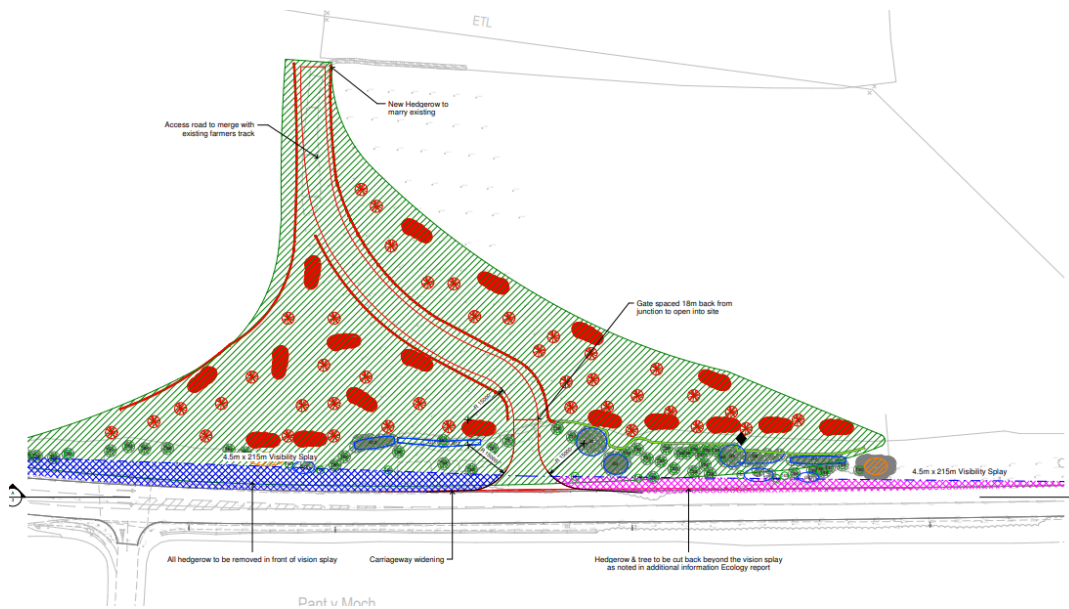 ETL
New Hedgerow to
marry existing
Access road to merge with
existing farmers track
Gate spaced 18m back from
junction to open into site
4.5m x 215m Visibility Splay
4.5m x 215m Visibility Splay
All hedgerow to be removed in front of vision splay
Carriageway widening
Hedgerow & tree to be cut back beyond the vision splay
as noted in additional information Ecology report
Pant y Moch